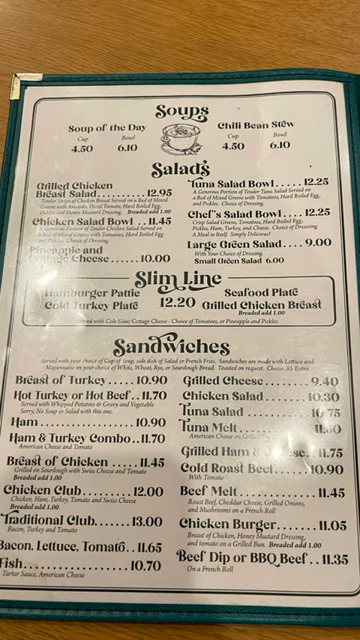 Soups
Soup of the Day
Cup Bowl
4.50 6.10
Chili Bean Stew
Cup Bowl
4.50 6.10
Salads
Grilled Chicken
Breast Salad.........12.95
Tender Strips of Chicken Breast Served on a Bed of Mixed
Greens with Avocado, Diced Tomato, Hard Boiled Egg,
Pickles and Honey Mustard Dressing. Breaded add 1.00
Chicken Salad Bowl...11.45
A Generous Portion of Tender Chicken Salad Served on
a Bed of Mixed Greens with Tomatoes, Hard Boiled Egg
and Pickles. Choice of Dressing.
Pineapple and
Cottage Cheese.......10.00
Tuna Salad Bowl.....12.25
A Generous Portion of Tender Tuna Salad Served on
a Bed of Mixed Greens with Tomatoes, Hard Boiled Egg
and Pickles. Choice of Dressing.
Chef's Salad Bowl....12.25
Crisp Salad Greens, Tomatoes, Hard Boiled Egg,
Pickles, Ham, Turkey, and Cheese. Choice of Dressing.
A Meal in Itself. Simply Delicious!
Large Green Salad....9.00
With Your Choice of Dressing.
Small Green Salad 6.00
Slim Line
Hamburger Pattie
Cold Turkey Plate
12.20
Seafood Plate
Grilled Chicken Breast
Breaded add 1.00
Served with Cole Slaw, Cottage Cheese - Choice of Tomatoes, or Pineapple and Pickles.
Sandwiches
Served with your choice of Cup of Soup, side dish of Salad or French Fries. Sandwiches are made with Lettuce and
Mayonnaise on your choice of White, Wheat, Rye, or Sourdough Bread. Toasted on request. Cheese .35 Extra
Breast of Turkey.....10.90
Hot Turkey or Hot Beef..11.70
Served with Whipped Potatoes & Gravy and Vegetable
Sorry, No Soup or Salad with this one.
Ham..................10.90
Ham & Turkey Combo..11.70
American Cheese and Tomato
Breast of Chicken....11.45
Grilled on Sourdough with Swiss Cheese and Tomato
Breaded add 1.00
Chicken Club........12.00
Chicken, Ham, Turkey, Tomato and Swiss Cheese
Breaded add 1.00
Traditional Club......13.00
Bacon, Turkey and Tomato
Bacon, Lettuce, Tomato..11.65
Fish.................10.70
Tartar Sauce, American Cheese
Grilled Cheese.......9.40
Chicken Salad.......10.30
Tuna Salad..........10.75
Tuna Melt
American Cheese on Grilled
Grilled Ham & 11.75
Cold Roast Beef.....10.90
With Tomato
Beef Melt...........11.45
Roast Beef, Cheddar Cheese, Grilled Onions,
and Mushrooms on a French Roll
Chicken Burger......11.05
Breast of Chicken, Honey Mustard Dressing,
and tomato on a Grilled Bun. Breaded add 1.00
Beef Dip or BBQ Beef..11.35
On a French Roll